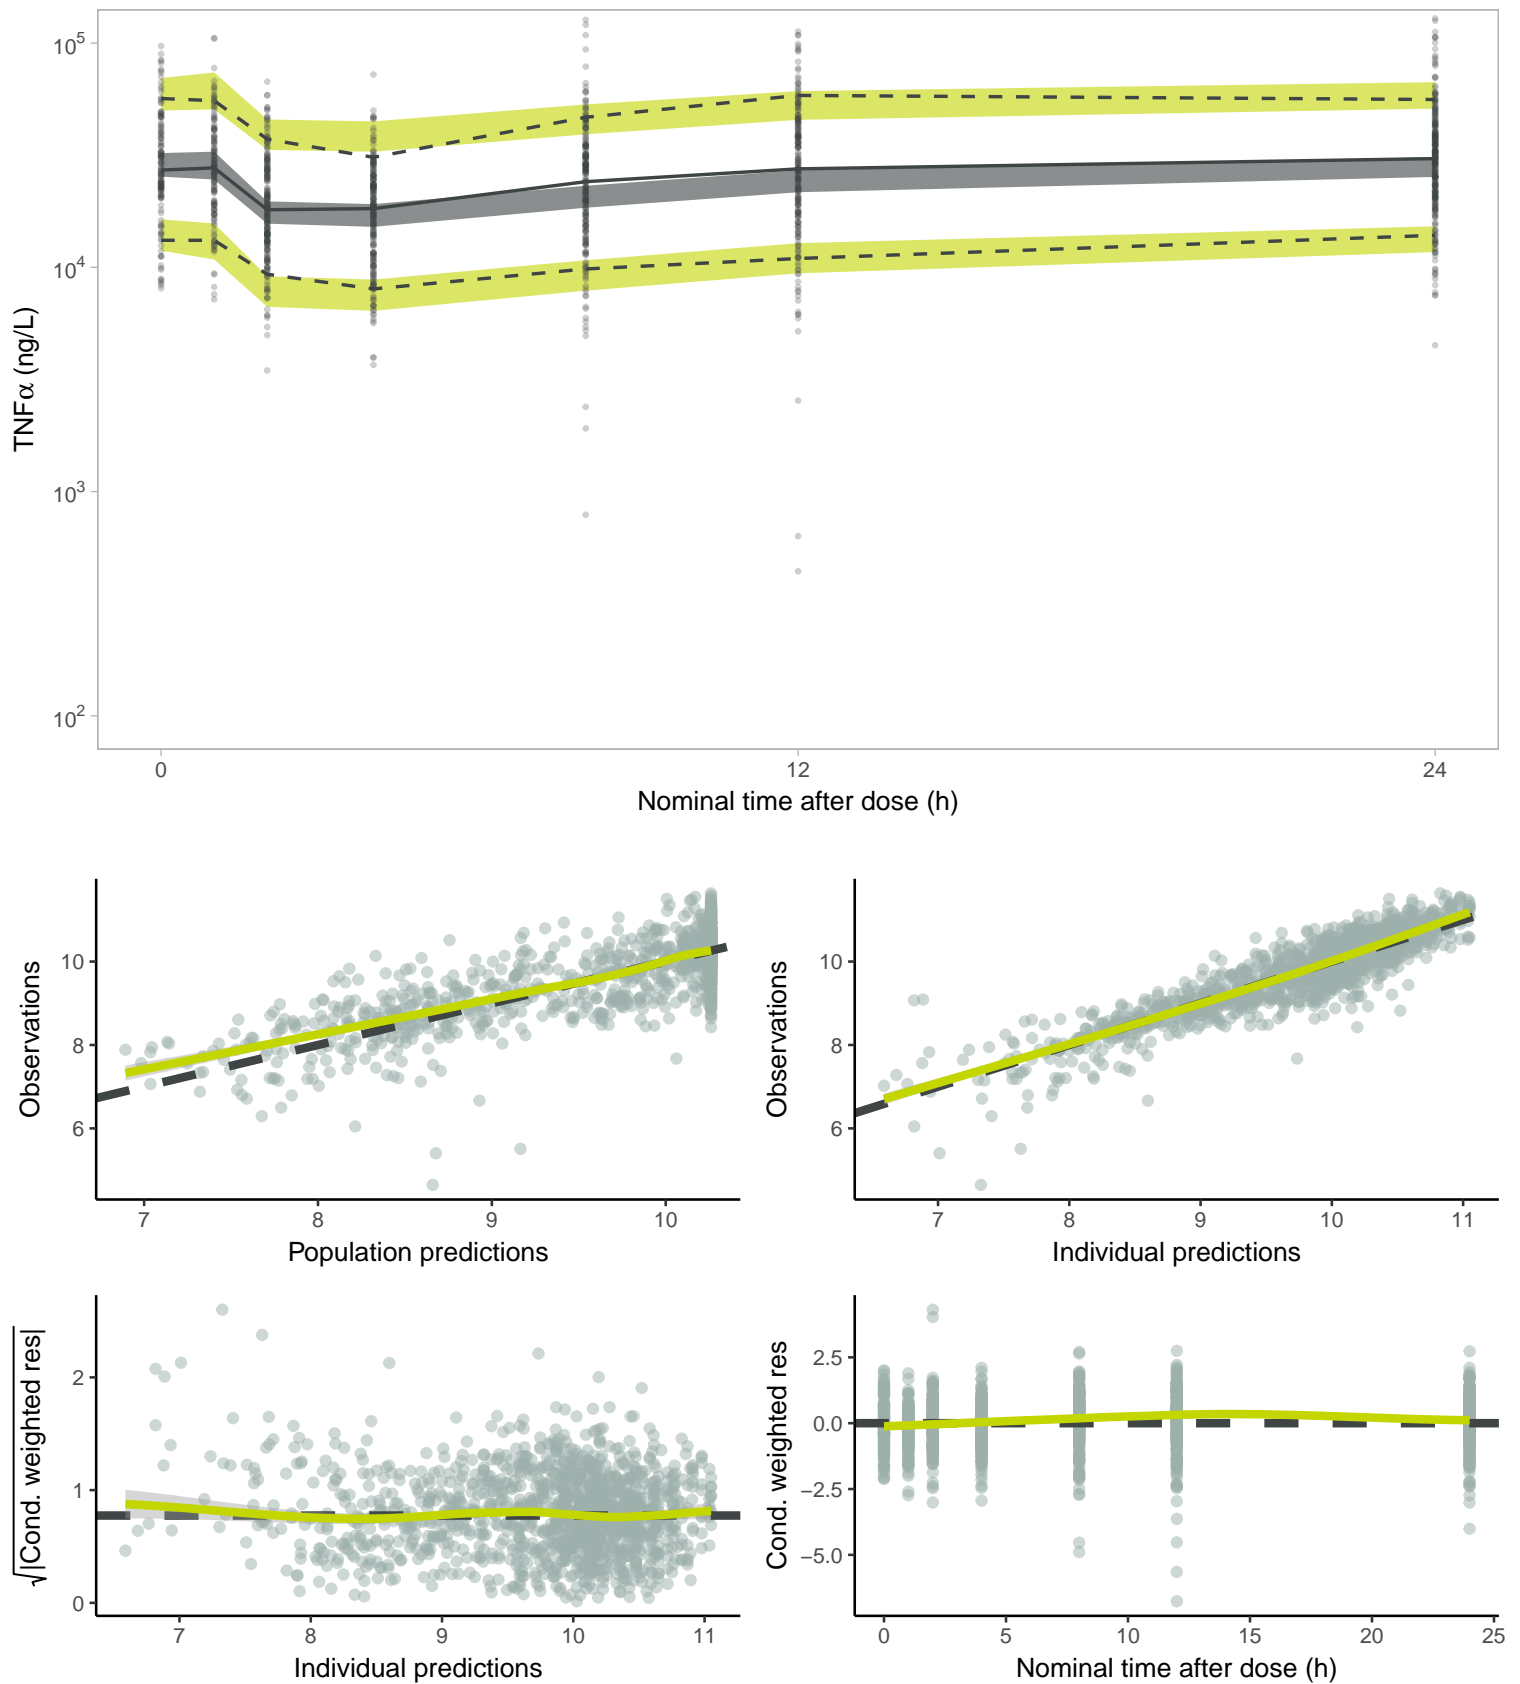 10⁵
10⁴
10³
10²
TNFα (ng/L)
0 12 24
Nominal time after dose (h)
10
8
6
Observations
7 8 9 10
Population predictions
10
8
6
Observations
7 8 9 10 11
Individual predictions
2
1
0
√|Cond. weighted res|
7 8 9 10 11
Individual predictions
2.5
0.0
−2.5
−5.0
Cond. weighted res
0 5 10 15 20 25
Nominal time after dose (h)